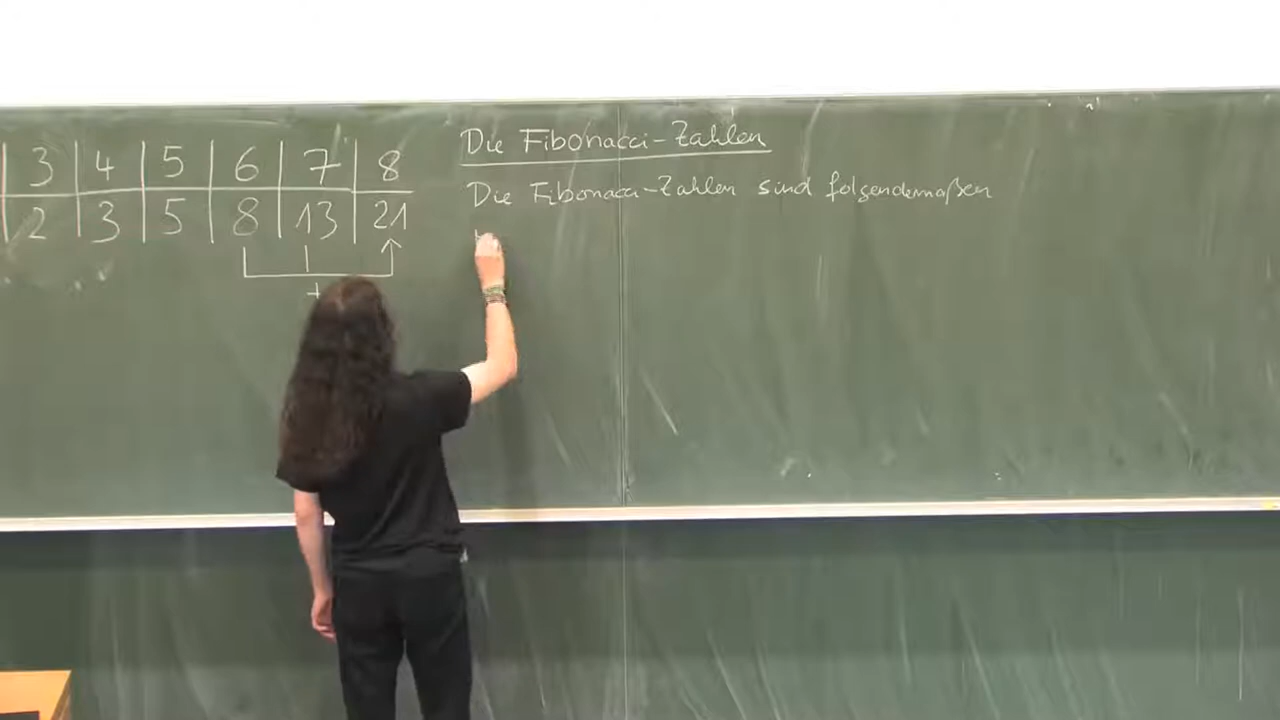 3 4 5 6 7 8
2 3 5 8 13 21
+
Die Fibonacci-Zahlen
Die Fibonacci-Zahlen sind folgendermaßen